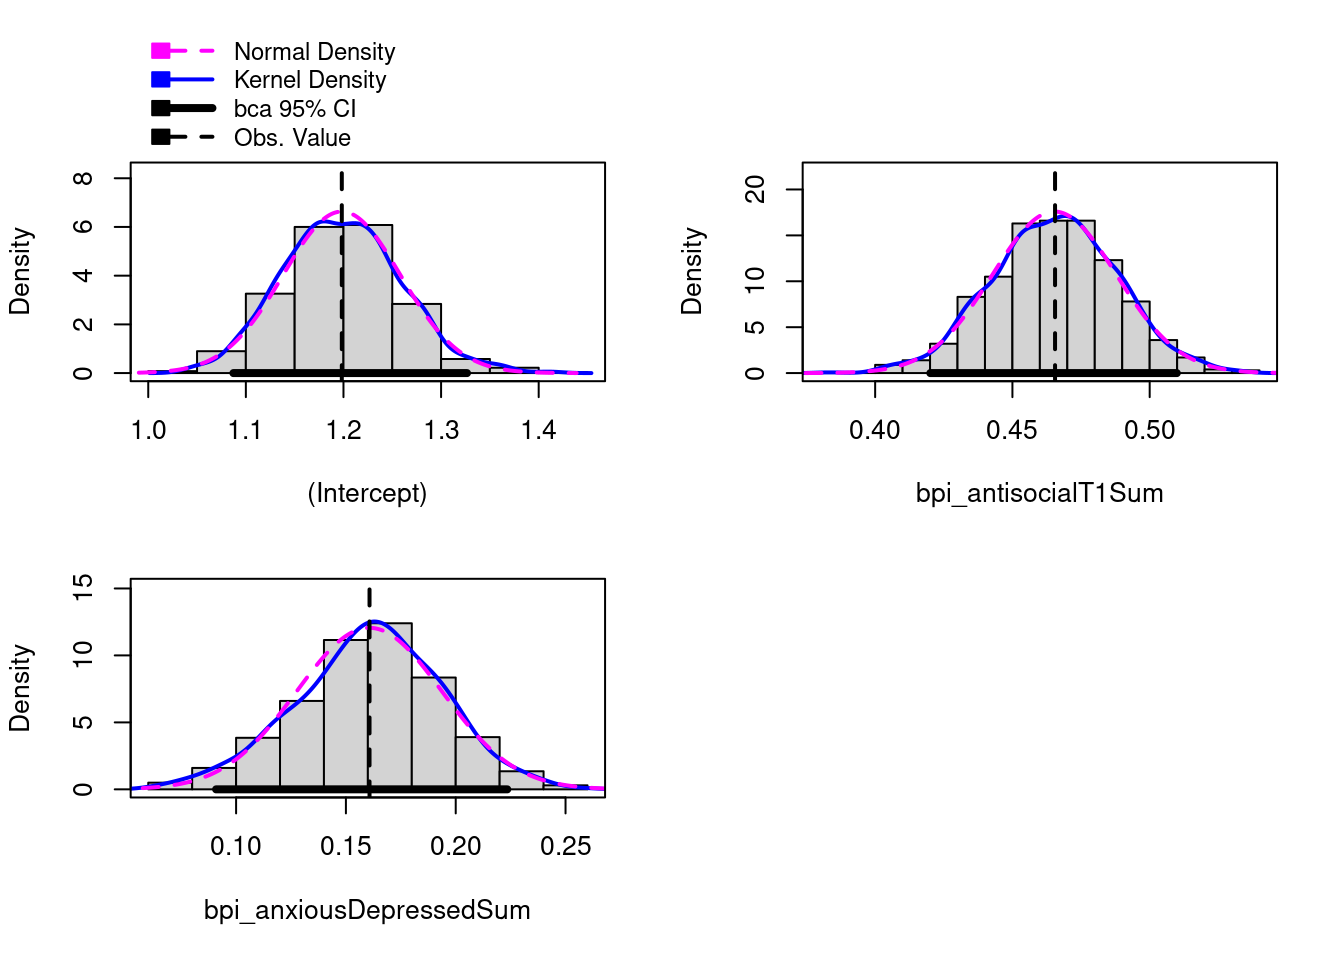 Normal Density
Kernel Density
bca 95% CI
Obs. Value
Density
0 2 4 6 8
1.0 1.1 1.2 1.3 1.4
(Intercept)
Density
0 5 10 20
0.40 0.45 0.50
bpi_antisocialT1Sum
Density
0 5 10 15
0.10 0.15 0.20 0.25
bpi_anxiousDepressedSum